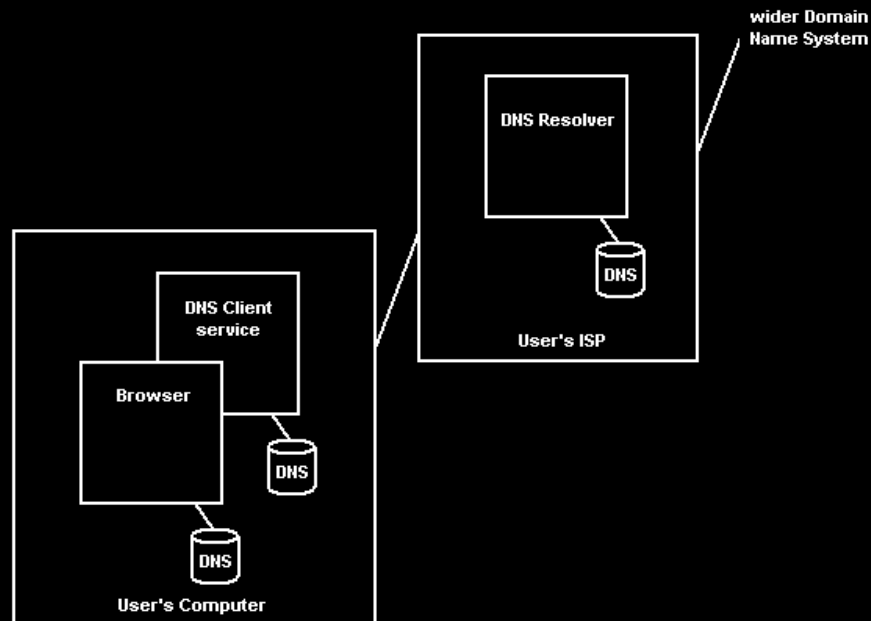 wider Domain
Name System
DNS Resolver
DNS
User's ISP
DNS Client
service
Browser
DNS
DNS
User's Computer